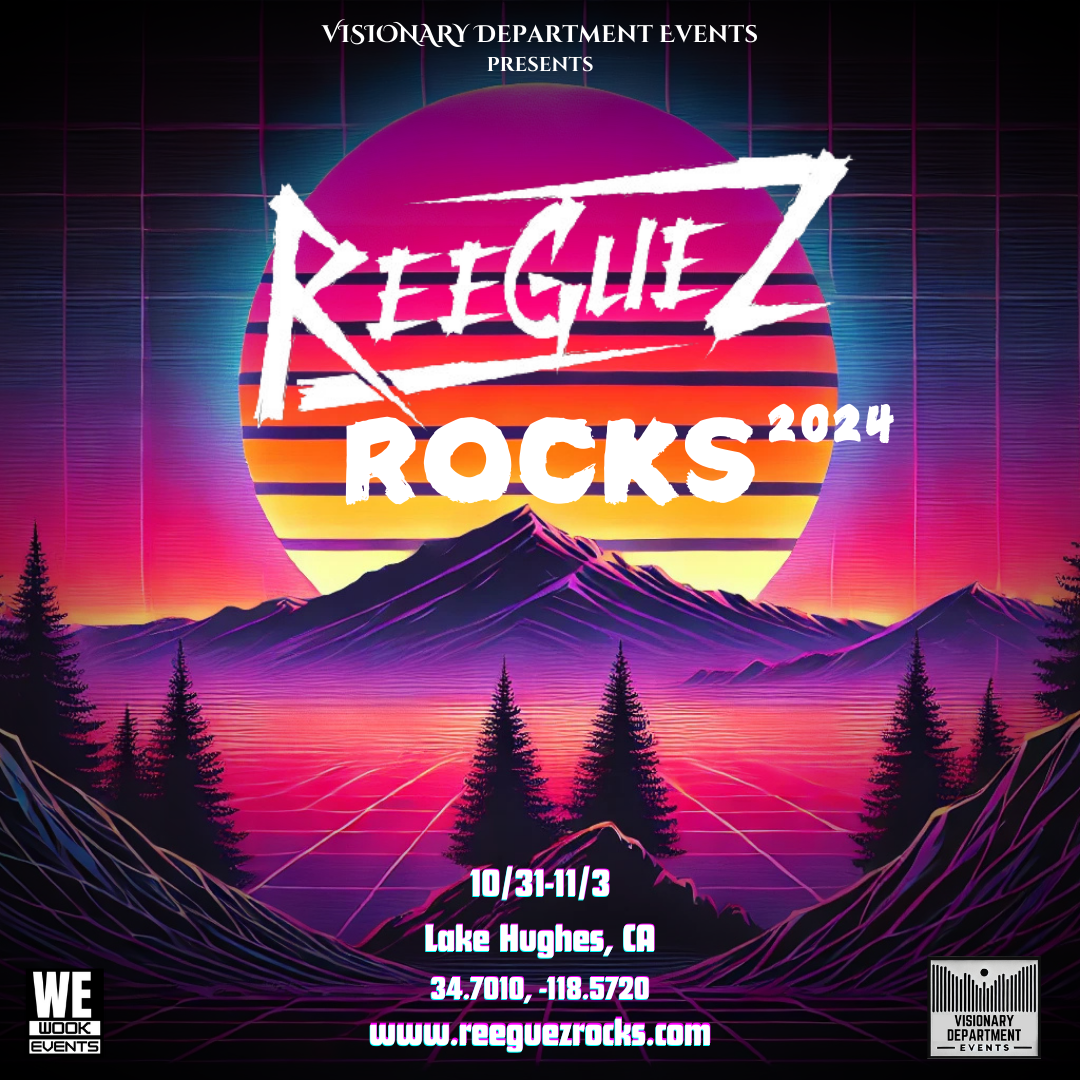 Visionary Department Events
presents
REEGUEZ
ROCKS 2024
10/31-11/3
Lake Hughes, CA
34.7010, -118.5720
www.reeguezrocks.com
WE
WOOK
EVENTS
VISIONARY
DEPARTMENT
EVENTS